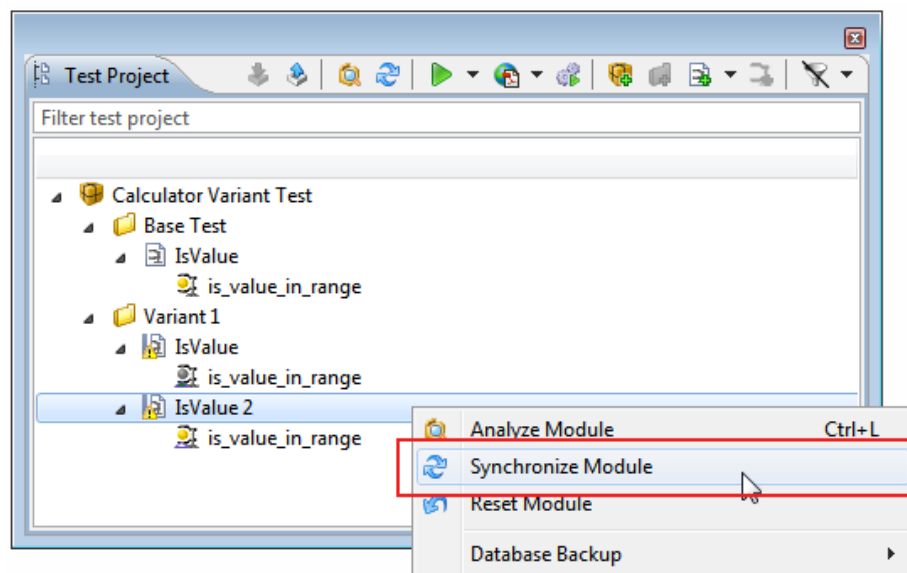 Test Project
Filter test project
Calculator Variant Test
Base Test
IsValue
is_value_in_range
Variant 1
IsValue
is_value_in_range
IsValue 2
is_value_in_range
Analyze Module Ctrl+L
Synchronize Module
Reset Module
Database Backup